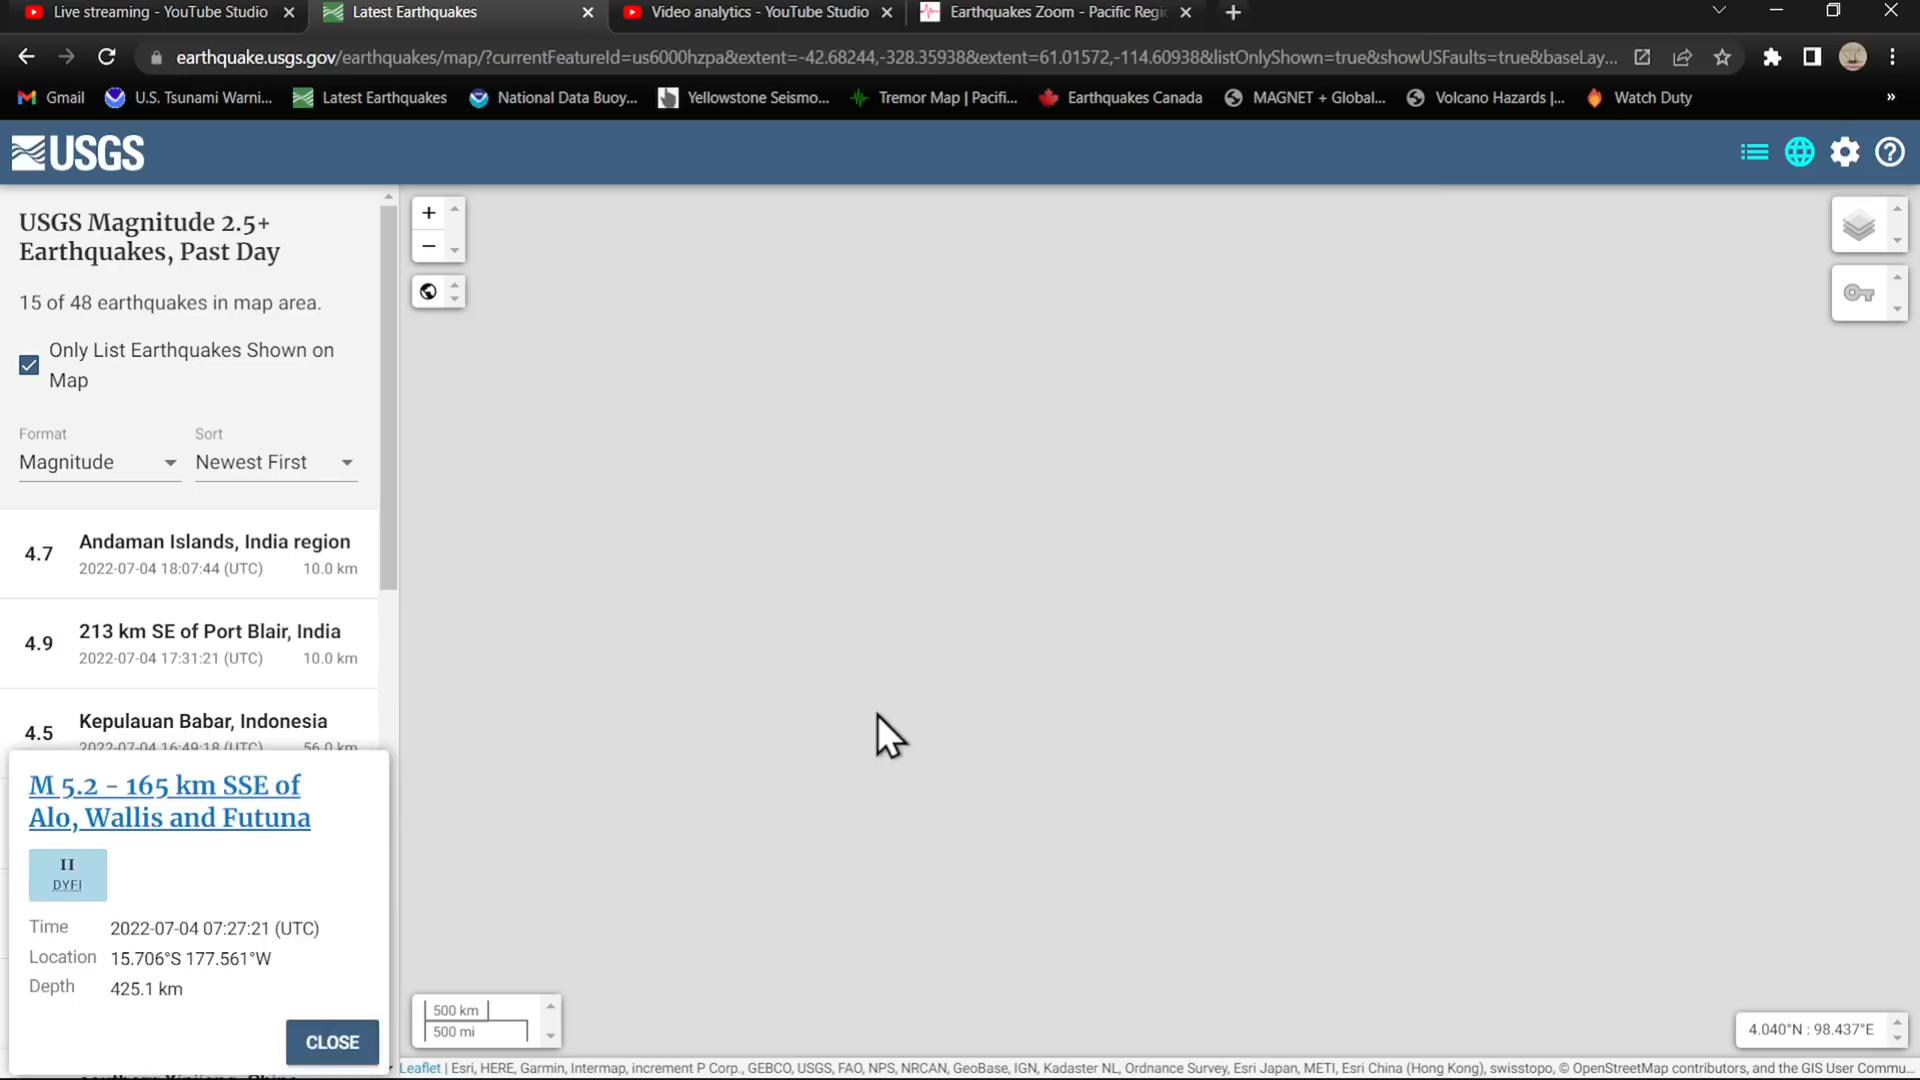 Live streaming - YouTube Studio
Latest Earthquakes
Video analytics - YouTube Studio
Earthquakes Zoom - Pacific Regi
earthquake.usgs.gov/earthquakes/map/?currentFeatureId=us6000hzpa&extent=-42.68244,-328.35938&extent=61.01572,-114.60938&listOnlyShown=true&showUSFaults=true&baseLay...
Gmail
U.S. Tsunami Warni...
Latest Earthquakes
National Data Buoy...
Yellowstone Seismo...
Tremor Map | Pacifi...
Earthquakes Canada
MAGNET + Global...
Volcano Hazards |...
Watch Duty
»
USGS
USGS Magnitude 2.5+
Earthquakes, Past Day
15 of 48 earthquakes in map area.
Only List Earthquakes Shown on
Map
Format
Sort
Magnitude
Newest First
4.7
Andaman Islands, India region
2022-07-04 18:07:44 (UTC) 10.0 km
4.9
213 km SE of Port Blair, India
2022-07-04 17:31:21 (UTC) 10.0 km
4.5
Kepulauan Babar, Indonesia
2022-07-04 16:49:18 (UTC) 56.0 km
M 5.2 - 165 km SSE of
Alo, Wallis and Futuna
II
DYFI
Time 2022-07-04 07:27:21 (UTC)
Location 15.706°S 177.561°W
Depth 425.1 km
CLOSE
+
−
500 km
500 mi
4.040°N : 98.437°E
Leaflet | Esri, HERE, Garmin, Intermap, increment P Corp., GEBCO, USGS, FAO, NPS, NRCAN, GeoBase, IGN, Kadaster NL, Ordnance Survey, Esri Japan, METI, Esri China (Hong Kong), swisstopo, © OpenStreetMap contributors, and the GIS User Commu...